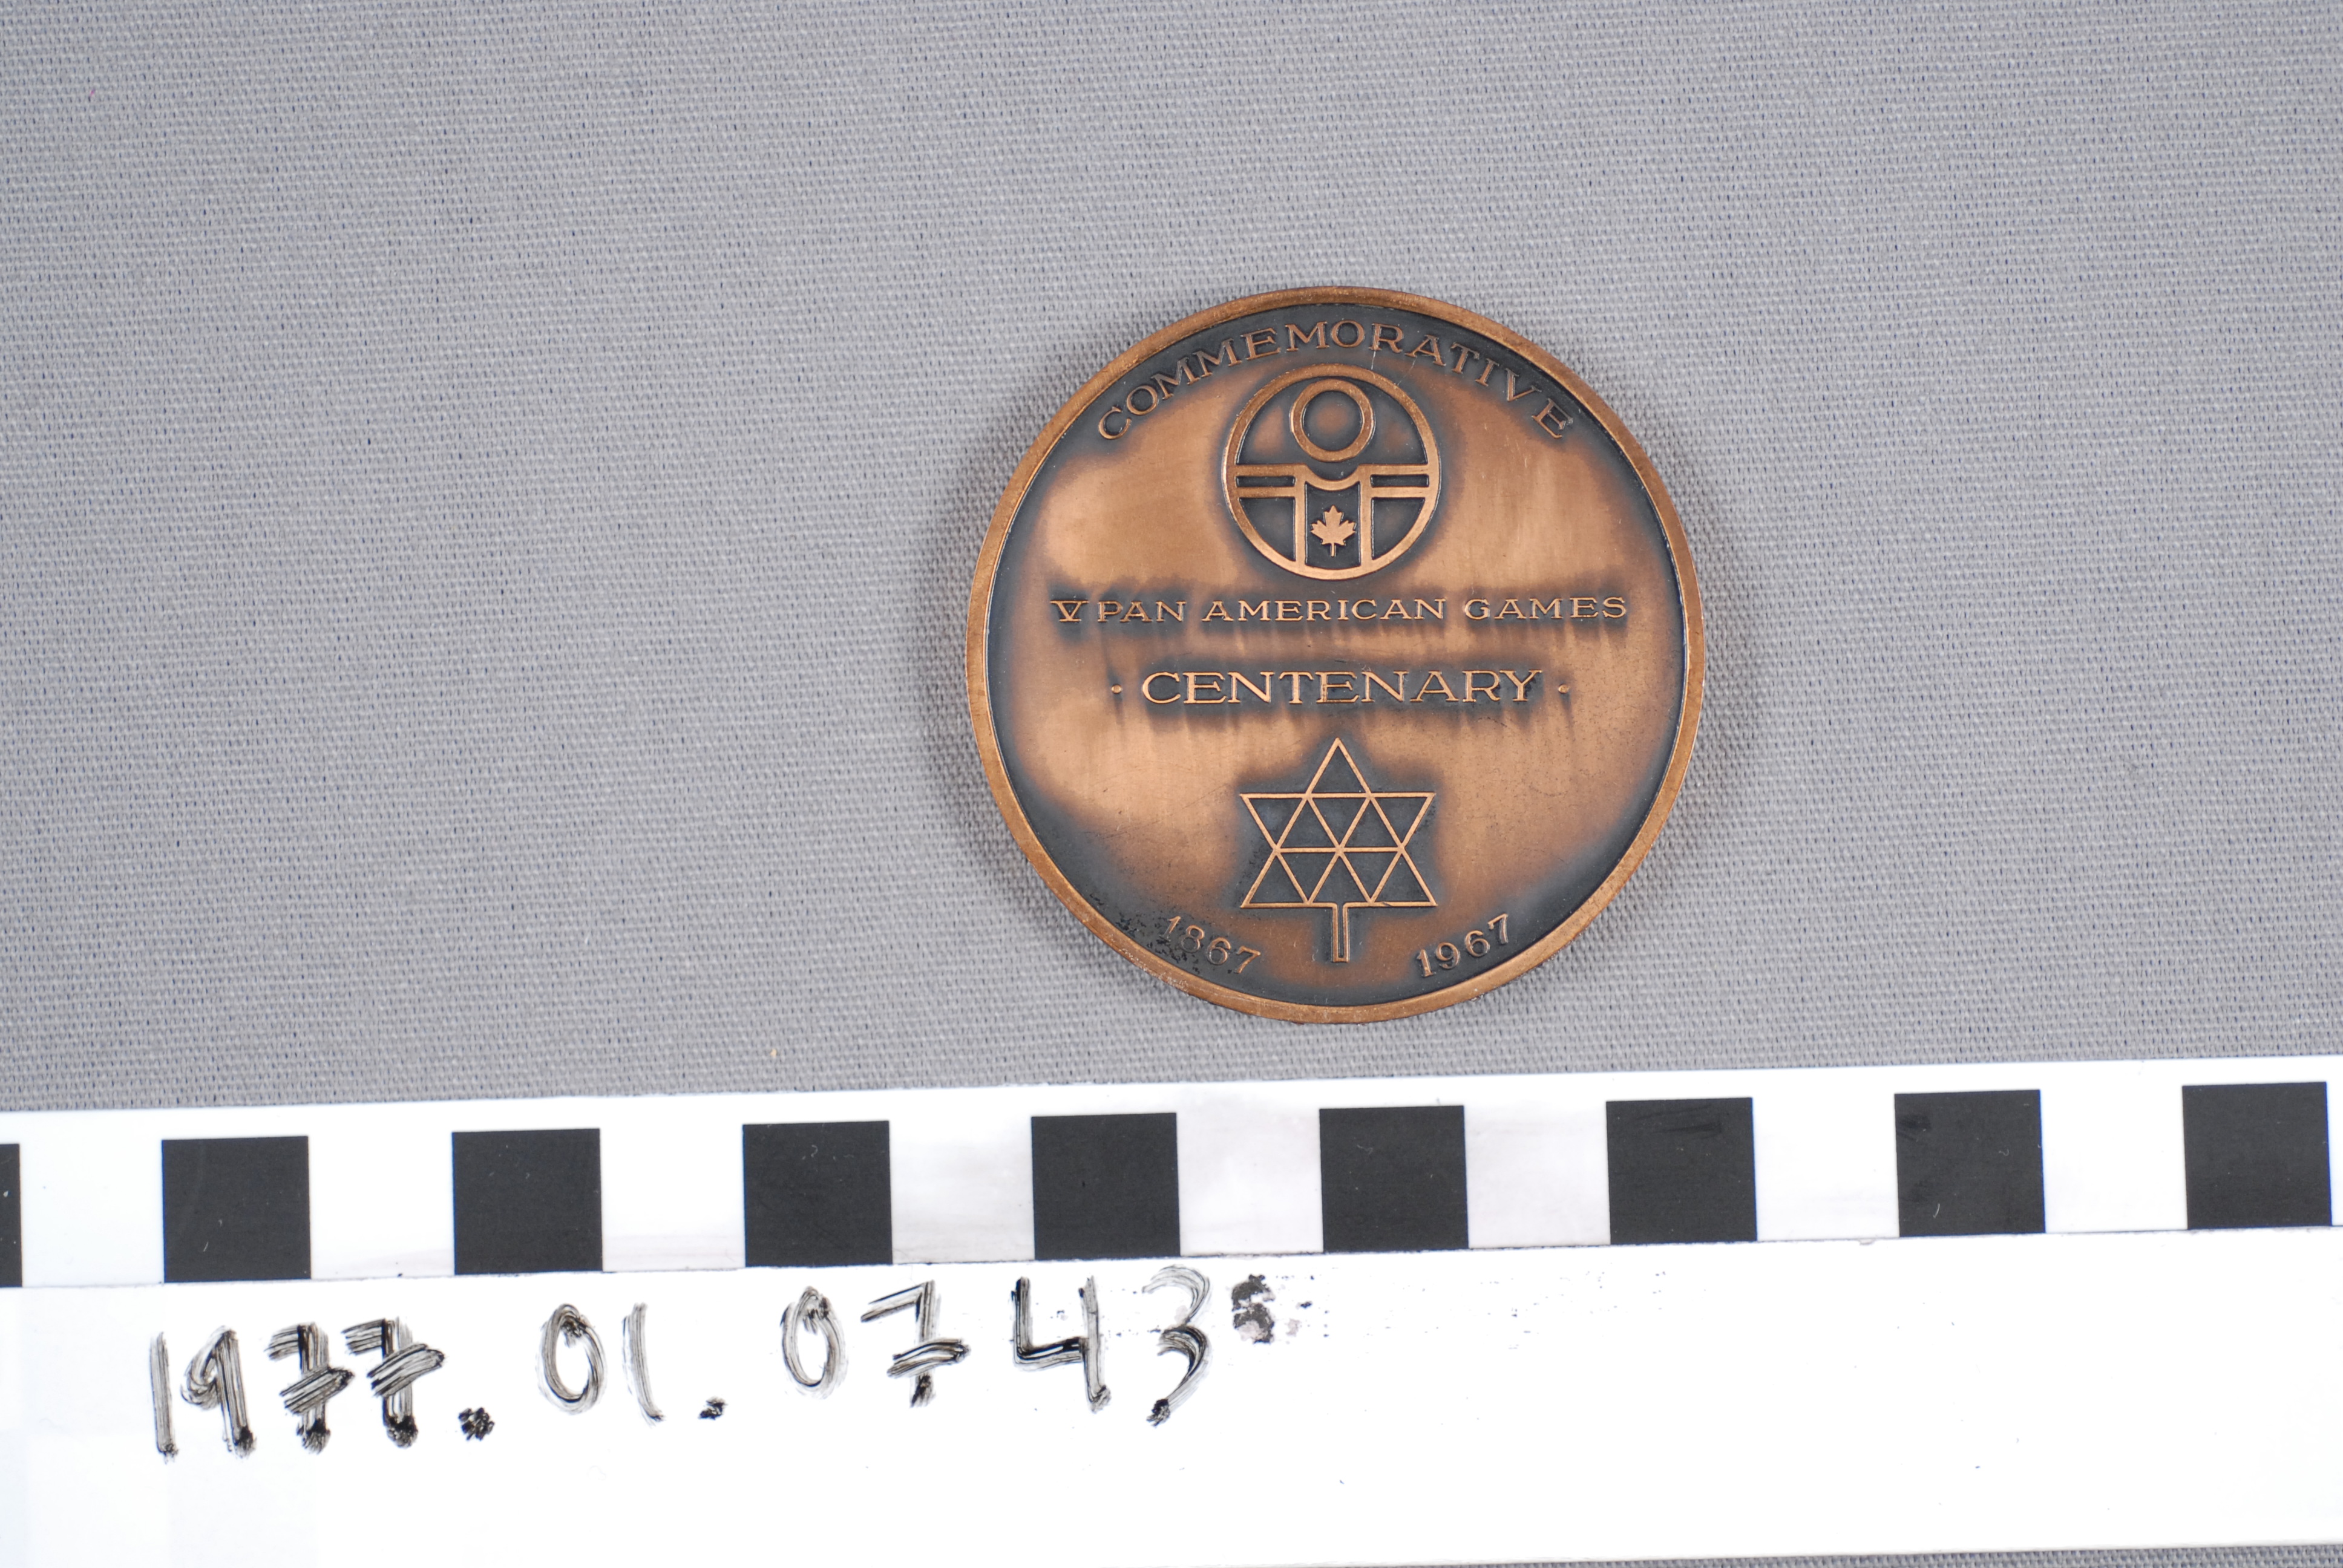 COMMEMORATIVE
V PAN AMERICAN GAMES
· CENTENARY ·
1867 1967
1977.01.0743